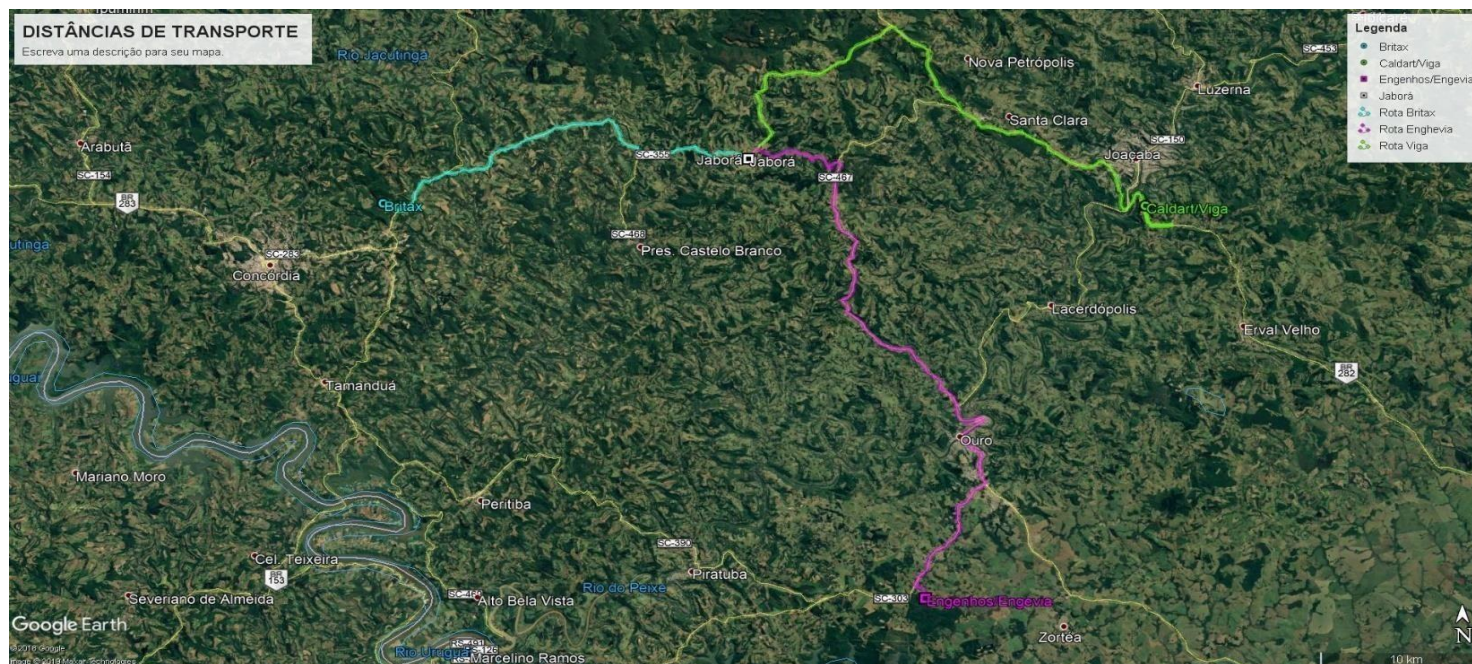 DISTÂNCIAS DE TRANSPORTE
Escreva uma descrição para seu mapa.
Legenda
Britax
Caldart/Viga
Engenhos/Engevia
Jaborá
Rota Britax
Rota Enghevia
Rota Viga
Rio Jacutinga
Nova Petrópolis
SC-453
Luzerna
Santa Clara
SC-150
Joaçaba
Arabutã
SC-154
SC-355
Jaborá
Jaborá
SC-467
BR
283
Britax
Caldart/Viga
SC-468
Pres. Castelo Branco
SC-283
Concórdia
Lacerdópolis
Erval Velho
BR
282
Tamanduá
Ouro
Mariano Moro
Peritiba
SC-390
Cel. Teixeira
BR
153
Piratuba
Rio do Peixe
Severiano de Almeida
Alto Bela Vista
SC-303
Engenhos/Engevia
Google Earth
Zortéa
N
Rio Uruguai
Marcelino Ramos
10 km